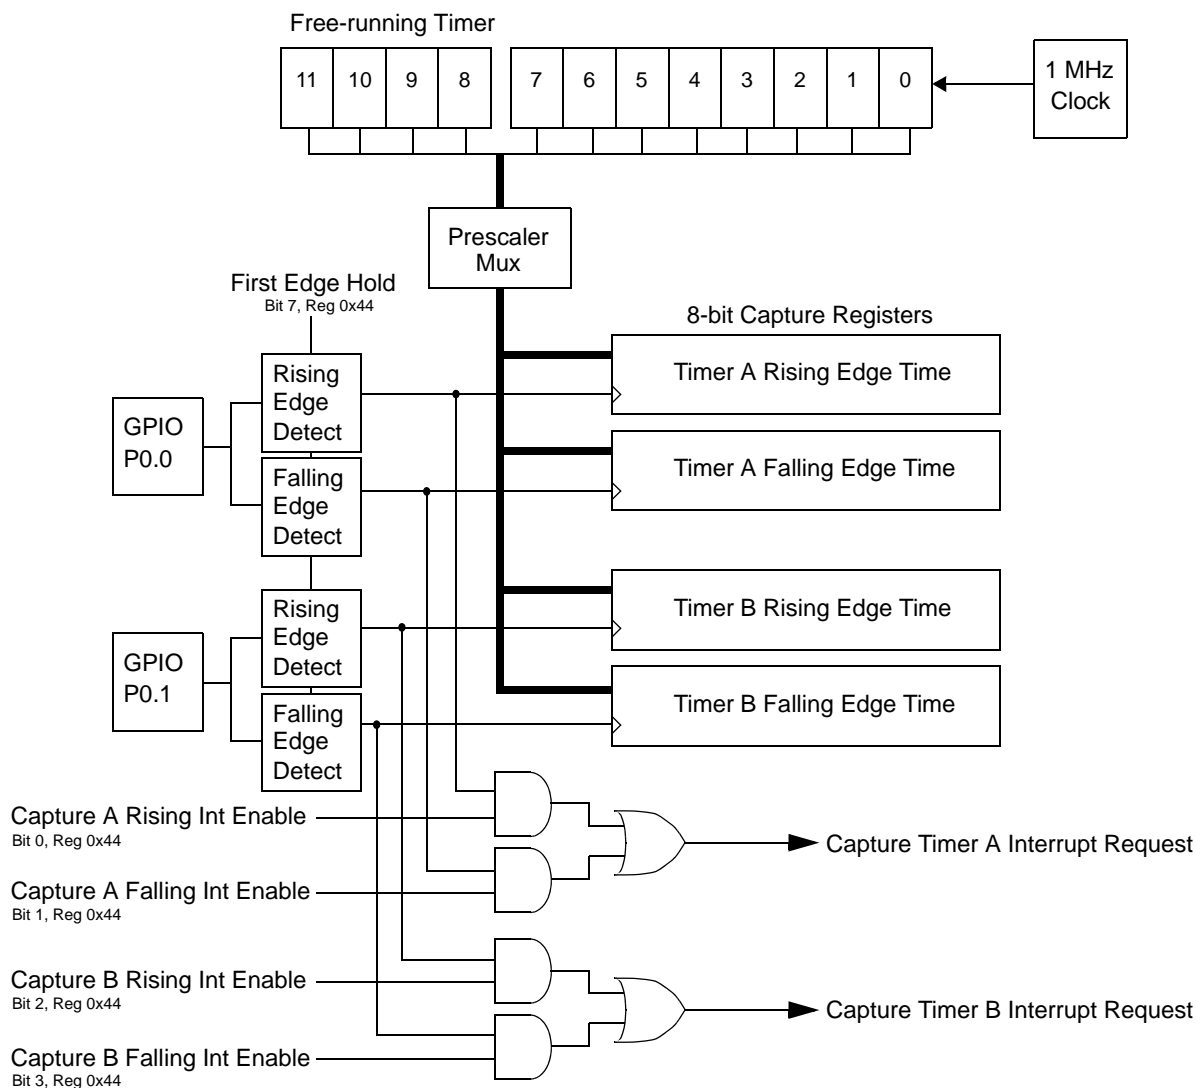 Free-running Timer
11 10 9 8 7 6 5 4 3 2 1 0
1 MHz
Clock
Prescaler
Mux
First Edge Hold
Bit 7, Reg 0x44
8-bit Capture Registers
Rising
Edge
Detect
Timer A Rising Edge Time
GPIO
P0.0
Falling
Edge
Detect
Timer A Falling Edge Time
Rising
Edge
Detect
Timer B Rising Edge Time
GPIO
P0.1
Falling
Edge
Detect
Timer B Falling Edge Time
Capture A Rising Int Enable
Bit 0, Reg 0x44
Capture Timer A Interrupt Request
Capture A Falling Int Enable
Bit 1, Reg 0x44
Capture B Rising Int Enable
Bit 2, Reg 0x44
Capture Timer B Interrupt Request
Capture B Falling Int Enable
Bit 3, Reg 0x44